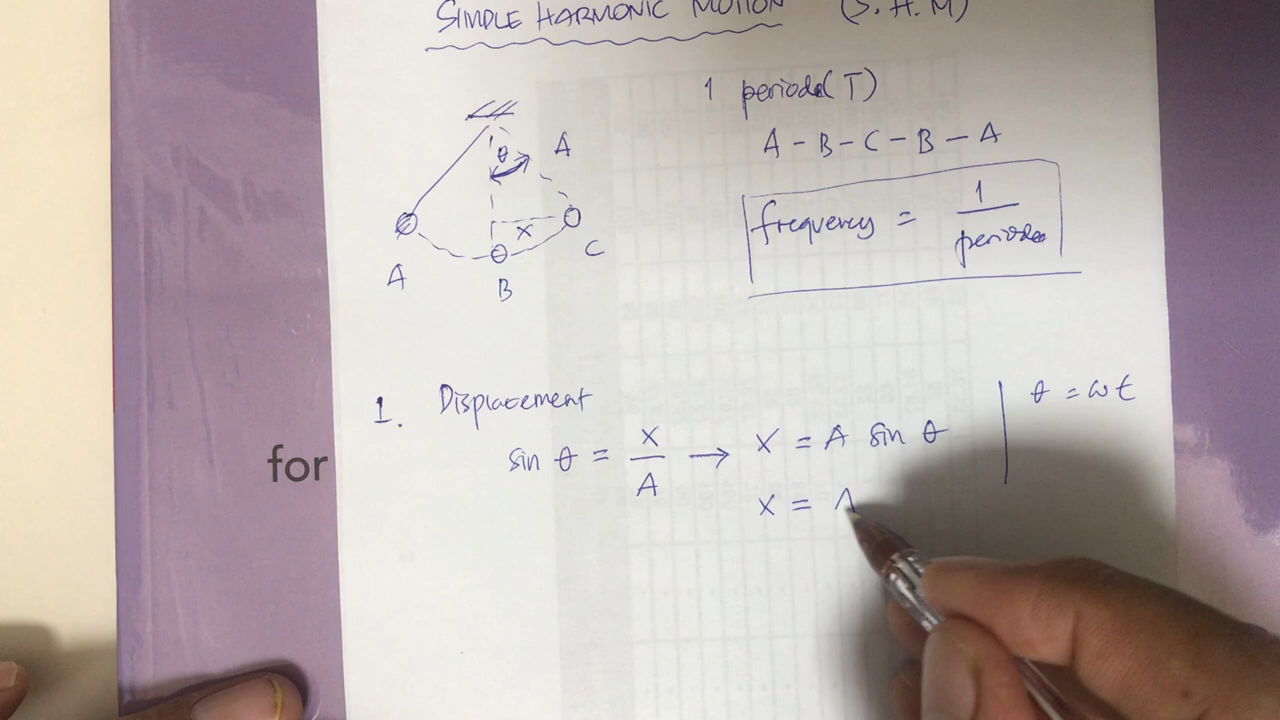 SIMPLE HARMONIC MOTION (S.H.M)
1 periode (T)
A - B - C - B - A
frequency = 1 / periode
θ A
x
A B C
1. Displacement
sin θ = x / A → x = A sin θ
θ = ωt
x = A
for